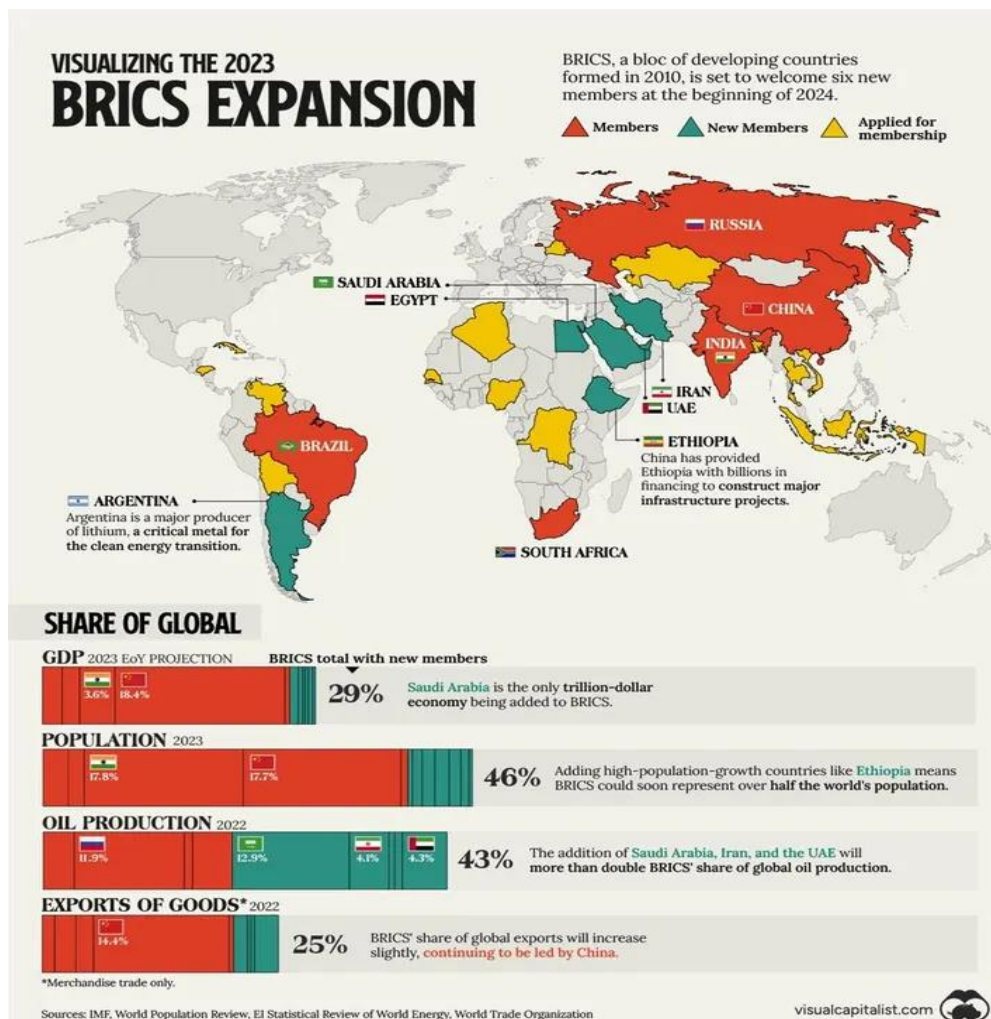 VISUALIZING THE 2023
BRICS EXPANSION
BRICS, a bloc of developing countries
formed in 2010, is set to welcome six new
members at the beginning of 2024.
Members
New Members
Applied for
membership
RUSSIA
SAUDI ARABIA
EGYPT
CHINA
INDIA
IRAN
UAE
BRAZIL
ETHIOPIA
China has provided
Ethiopia with billions in
financing to construct major
infrastructure projects.
ARGENTINA
Argentina is a major producer
of lithium, a critical metal for
the clean energy transition.
SOUTH AFRICA
SHARE OF GLOBAL
GDP 2023 EoY PROJECTION
BRICS total with new members
3.6%
18.4%
29%
Saudi Arabia is the only trillion-dollar
economy being added to BRICS.
POPULATION 2023
17.8%
17.7%
46%
Adding high-population-growth countries like Ethiopia means
BRICS could soon represent over half the world's population.
OIL PRODUCTION 2022
11.9%
12.9%
4.1%
4.3%
43%
The addition of Saudi Arabia, Iran, and the UAE will
more than double BRICS' share of global oil production.
EXPORTS OF GOODS* 2022
14.4%
25%
BRICS' share of global exports will increase
slightly, continuing to be led by China.
*Merchandise trade only.
Sources: IMF, World Population Review, EI Statistical Review of World Energy, World Trade Organization
visualcapitalist.com